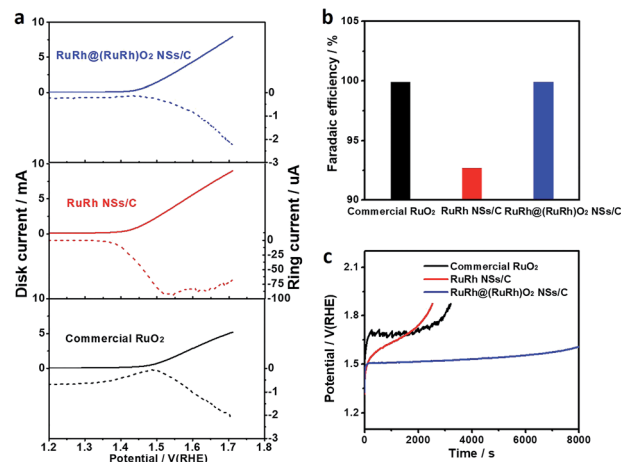 a
10
5
0
RuRh@(RuRh)O₂ NSs/C
0
-1
-2
-3
10
5
0
RuRh NSs/C
0
-25
-50
-75
-100
10
5
0
Commercial RuO₂
0
-1
-2
-3
Disk current / mA
Ring current / uA
1.2 1.3 1.4 1.5 1.6 1.7 1.8
Potential / V(RHE)
b
105
100
95
90
Faradaic efficiency / %
Commercial RuO₂ RuRh NSs/C RuRh@(RuRh)O₂ NSs/C
c
2.1
1.8
1.5
1.2
Potential / V(RHE)
Commercial RuO₂
RuRh NSs/C
RuRh@(RuRh)O₂ NSs/C
0 2000 4000 6000 8000
Time / s